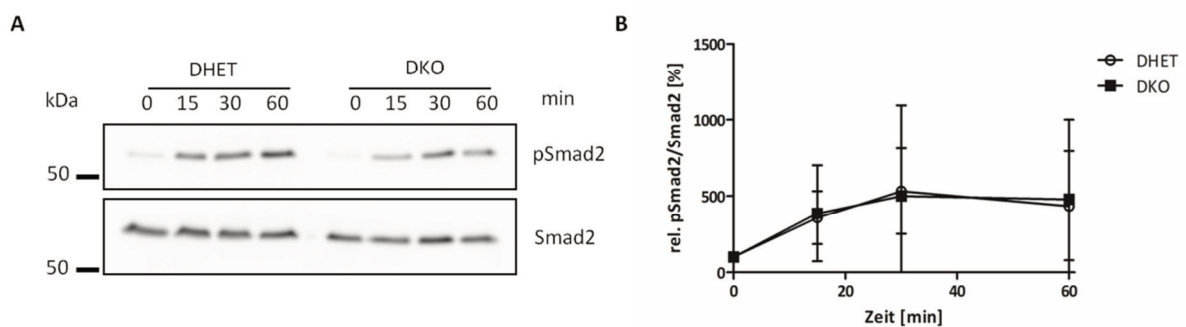 A
DHET DKO
kDa 0 15 30 60 0 15 30 60 min
pSmad2
50
Smad2
50
B
rel. pSmad2/Smad2 [%]
1500
1000
500
0
0 20 40 60
Zeit [min]
DHET
DKO